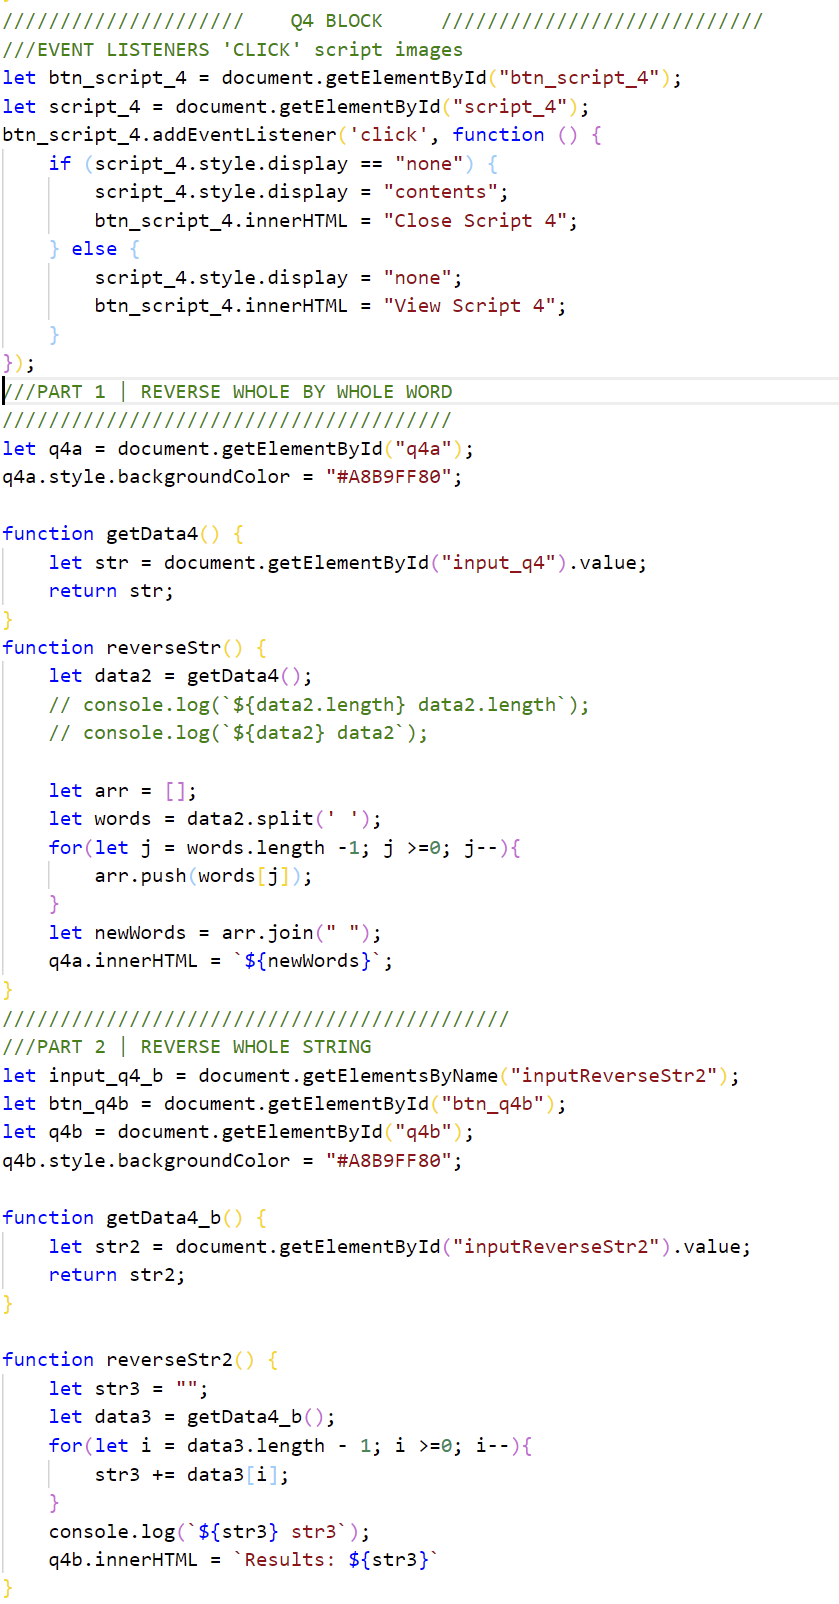 /////////////////////    Q4 BLOCK     ////////////////////////////
///EVENT LISTENERS 'CLICK' script images
let btn_script_4 = document.getElementById("btn_script_4");
let script_4 = document.getElementById("script_4");
btn_script_4.addEventListener('click', function () {
    if (script_4.style.display == "none") {
        script_4.style.display = "contents";
        btn_script_4.innerHTML = "Close Script 4";
    } else {
        script_4.style.display = "none";
        btn_script_4.innerHTML = "View Script 4";
    }
});
///PART 1 | REVERSE WHOLE BY WHOLE WORD
///////////////////////////////////////
let q4a = document.getElementById("q4a");
q4a.style.backgroundColor = "#A8B9FF80";

function getData4() {
    let str = document.getElementById("input_q4").value;
    return str;
}
function reverseStr() {
    let data2 = getData4();
    // console.log(`${data2.length} data2.length`);
    // console.log(`${data2} data2`);

    let arr = [];
    let words = data2.split(' ');
    for(let j = words.length -1; j >=0; j--){
        arr.push(words[j]);
    }
    let newWords = arr.join(" ");
    q4a.innerHTML = `${newWords}`;
}
////////////////////////////////////////////
///PART 2 | REVERSE WHOLE STRING
let input_q4_b = document.getElementsByName("inputReverseStr2");
let btn_q4b = document.getElementById("btn_q4b");
let q4b = document.getElementById("q4b");
q4b.style.backgroundColor = "#A8B9FF80";

function getData4_b() {
    let str2 = document.getElementById("inputReverseStr2").value;
    return str2;
}

function reverseStr2() {
    let str3 = "";
    let data3 = getData4_b();
    for(let i = data3.length - 1; i >=0; i--){
        str3 += data3[i];
    }
    console.log(`${str3} str3`);
    q4b.innerHTML = `Results: ${str3}`
}